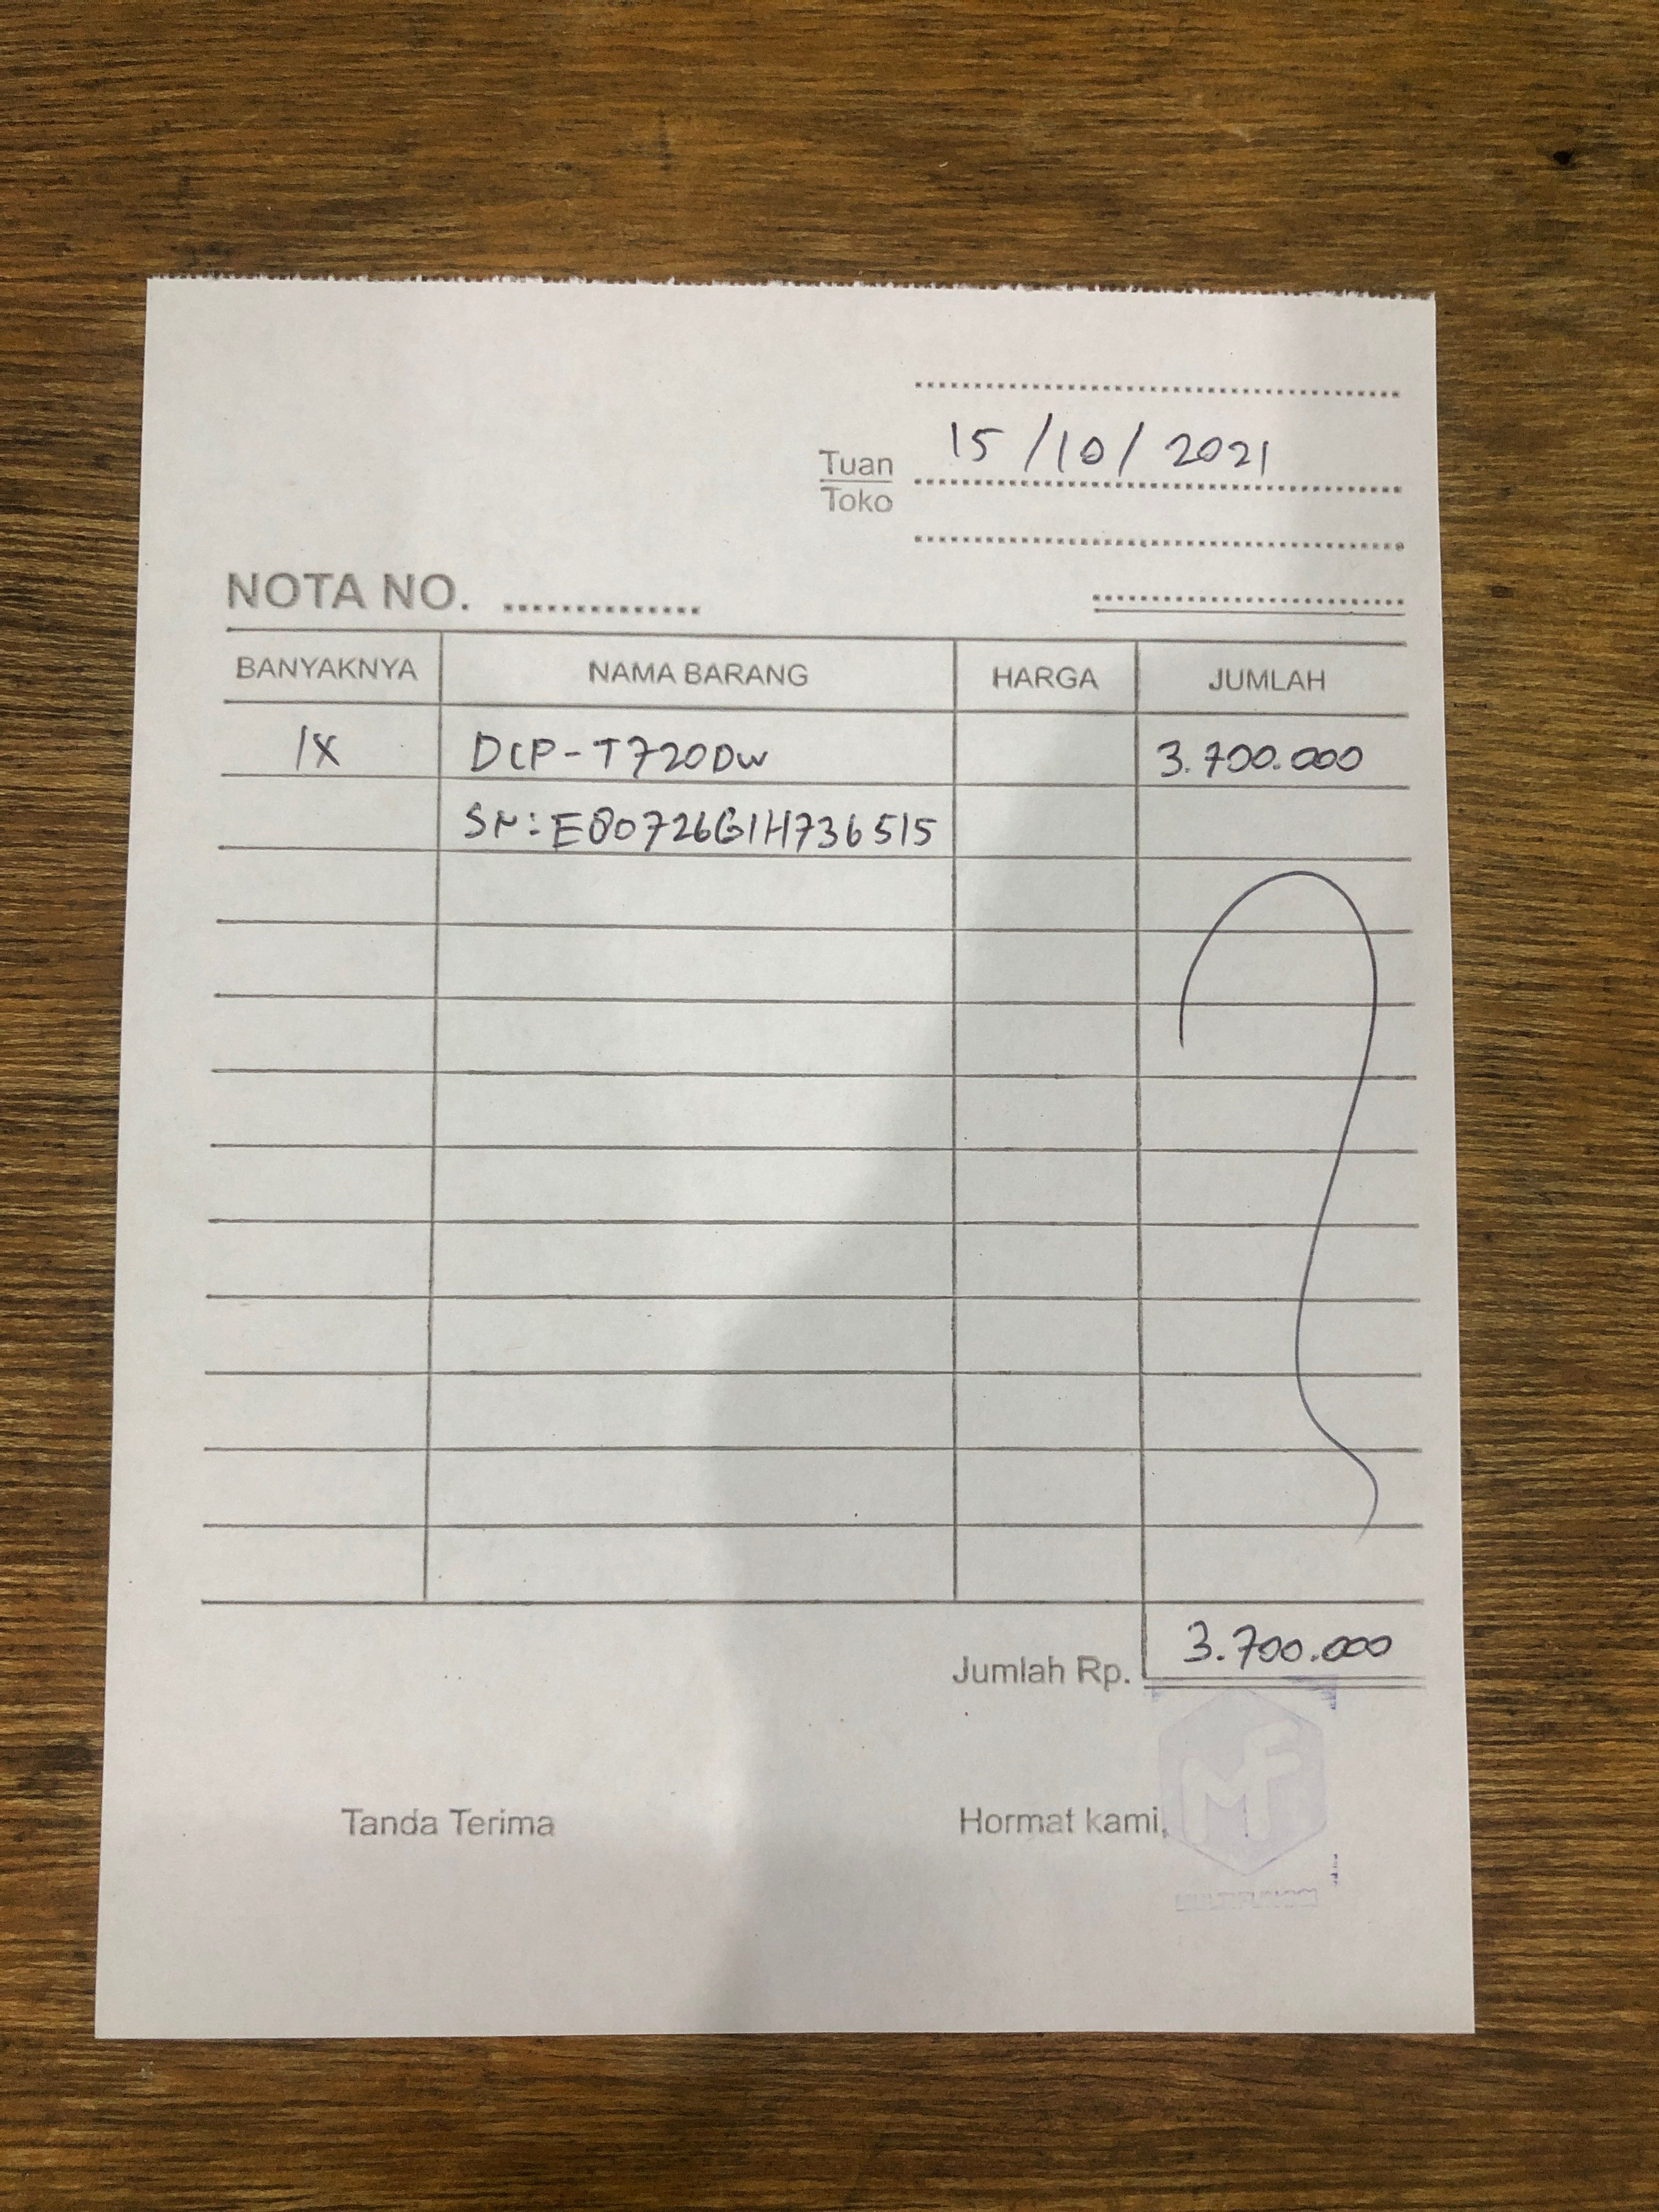 15/10/2021
Tuan
Toko
NOTA NO. ..............
BANYAKNYA NAMA BARANG HARGA JUMLAH
1X DCP-T720DW 3.700.000
SN: E80726G1H736515
Jumlah Rp. 3.700.000
Tanda Terima Hormat kami,
MF